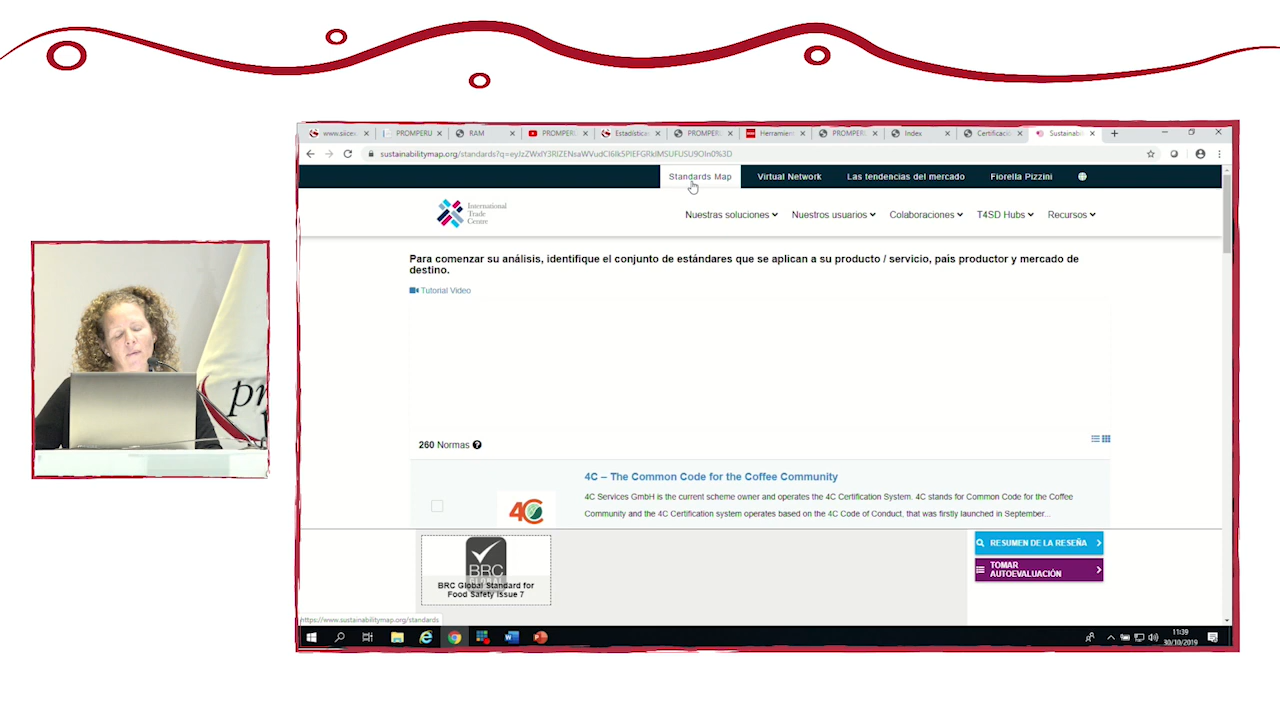 www.siices
PROMPERU
RAM
PROMPERU
Estadística
PROMPERU
Herramien
PROMPERU
Index
Certificaci
Sustainabi
sustainabilitymap.org/standards?q=
Standards Map
Virtual Network
Las tendencias del mercado
Fiorella Pizzini
International
Trade
Centre
Nuestras soluciones
Nuestros usuarios
Colaboraciones
T4SD Hubs
Recursos
Para comenzar su análisis, identifique el conjunto de estándares que se aplican a su producto / servicio, pais productor y mercado de
destino.
Tutorial Video
260 Normas
4C – The Common Code for the Coffee Community
4C Services GmbH is the current scheme owner and operates the 4C Certification System. 4C stands for Common Code for the Coffee
Community and the 4C Certification system operates based on the 4C Code of Conduct, that was firstly launched in September...
4C
BRC
GLOBAL
BRC Global Standard for
Food Safety Issue 7
RESUMEN DE LA RESEÑA
TOMAR
AUTOEVALUACIÓN
https://www.sustainabilitymap.org/standards
11:39
30/10/2019
pr